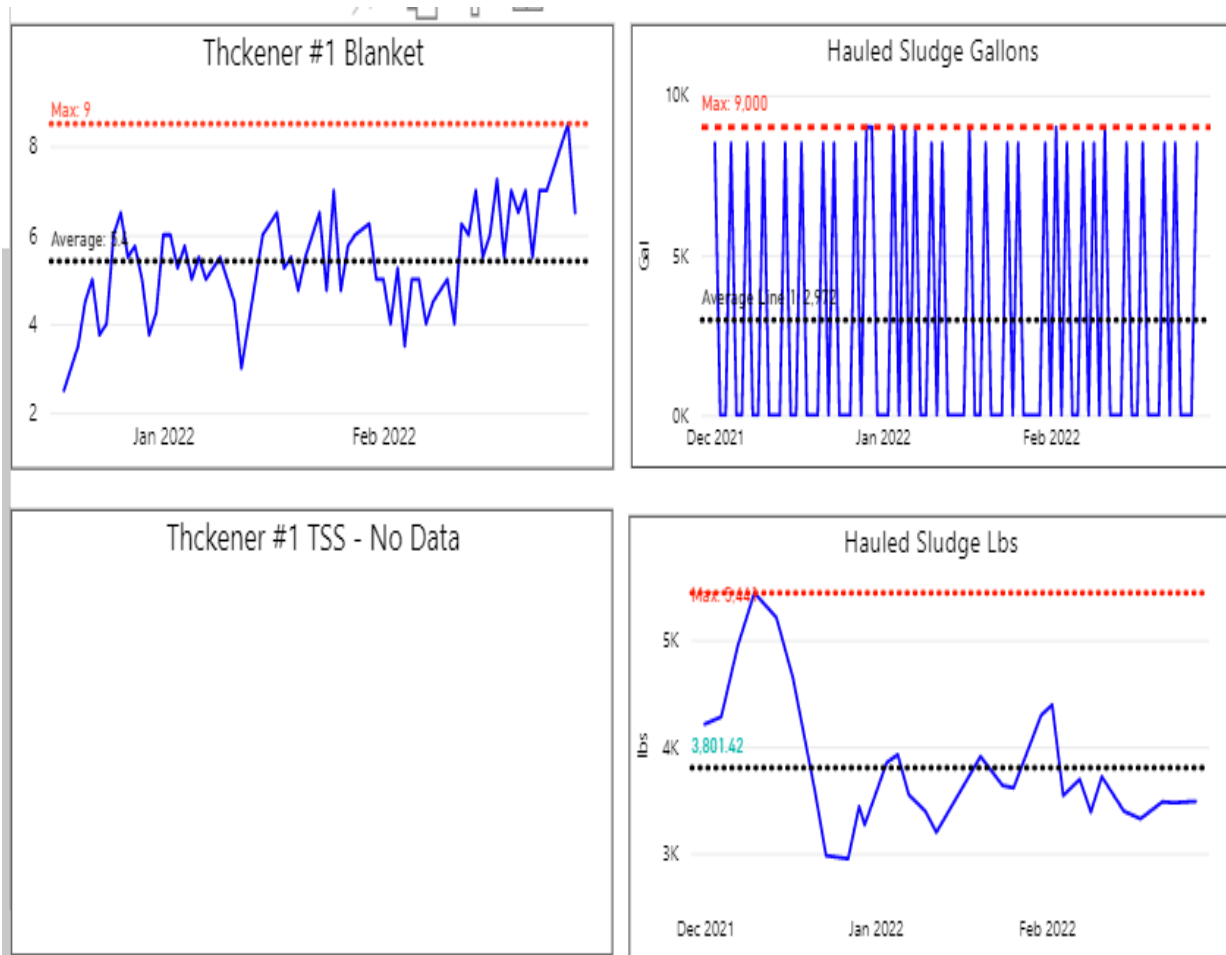 Thckener #1 Blanket
Max: 9
8
6
Average: 5.4
4
2
Jan 2022
Feb 2022
Hauled Sludge Gallons
10K
Max: 9,000
Gal
5K
Average Line 1: 2,972
0K
Dec 2021
Jan 2022
Feb 2022
Thckener #1 TSS - No Data
Hauled Sludge Lbs
Max:
5K
lbs
4K
3,801.42
3K
Dec 2021
Jan 2022
Feb 2022